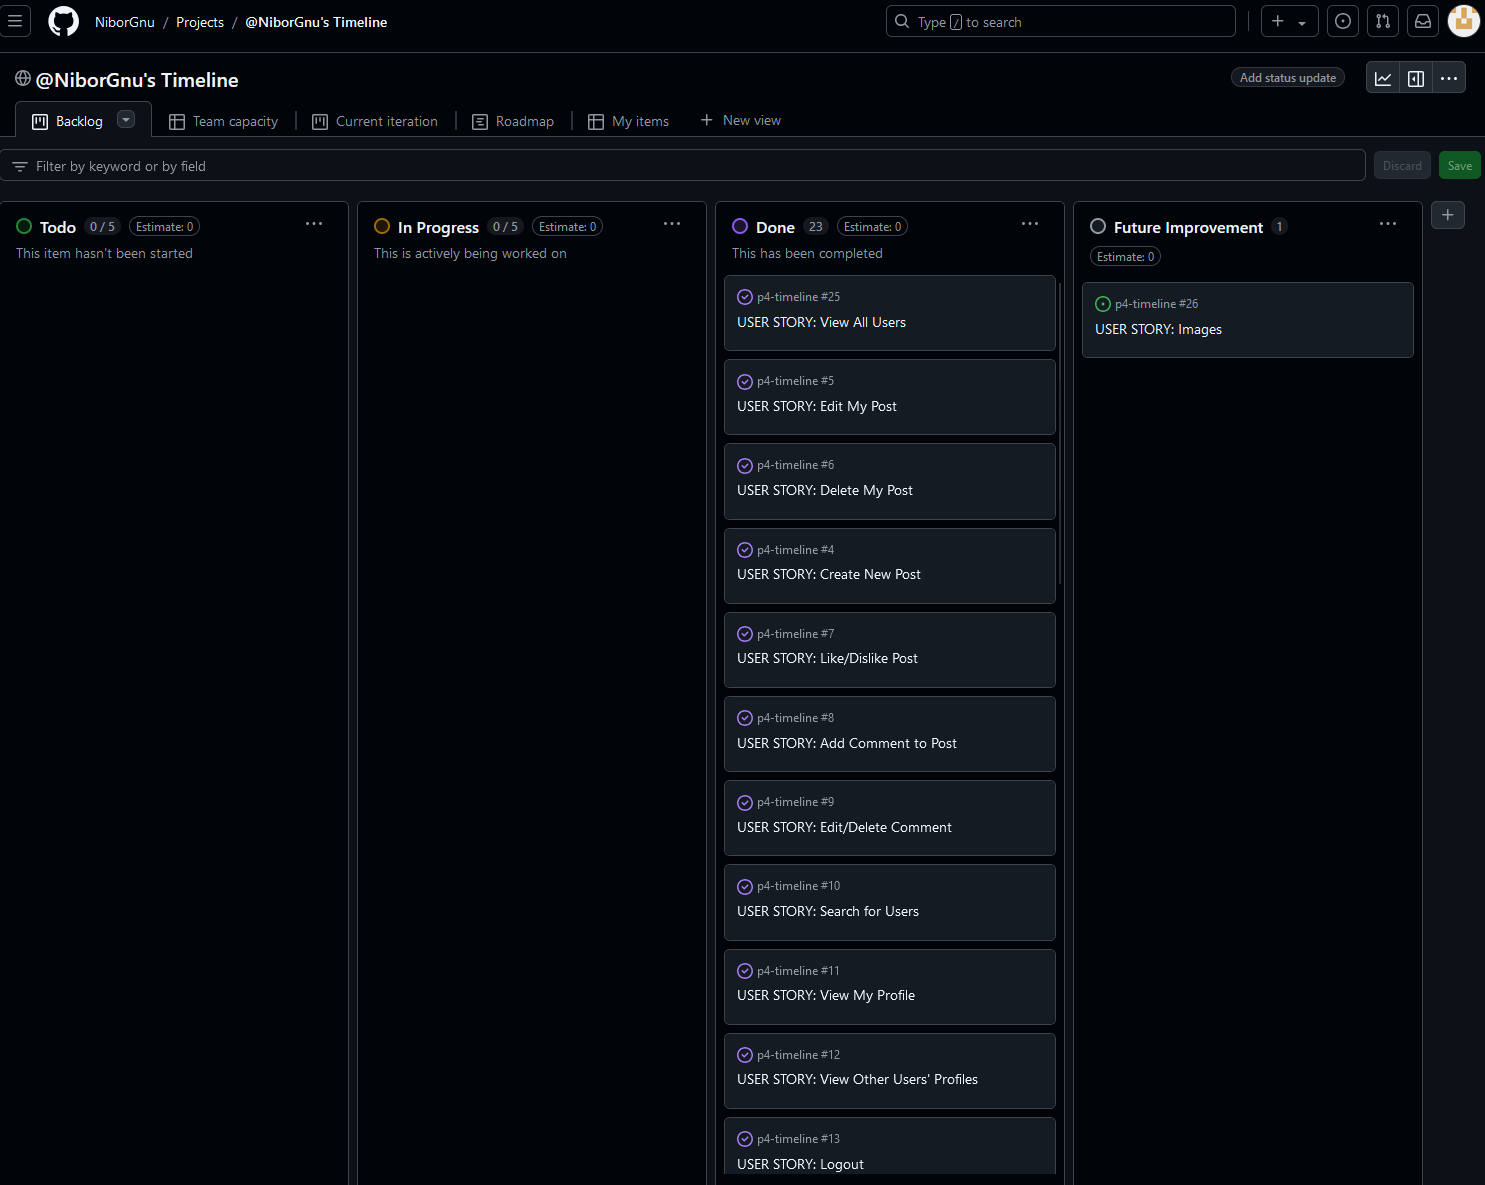 NiborGnu / Projects / @NiborGnu's Timeline
Type / to search
@NiborGnu's Timeline
Add status update
Backlog
Team capacity
Current iteration
Roadmap
My items
New view
Filter by keyword or by field
Discard
Save
Todo 0 / 5 Estimate: 0
This item hasn't been started
In Progress 0 / 5 Estimate: 0
This is actively being worked on
Done 23 Estimate: 0
This has been completed
p4-timeline #25
USER STORY: View All Users
p4-timeline #5
USER STORY: Edit My Post
p4-timeline #6
USER STORY: Delete My Post
p4-timeline #4
USER STORY: Create New Post
p4-timeline #7
USER STORY: Like/Dislike Post
p4-timeline #8
USER STORY: Add Comment to Post
p4-timeline #9
USER STORY: Edit/Delete Comment
p4-timeline #10
USER STORY: Search for Users
p4-timeline #11
USER STORY: View My Profile
p4-timeline #12
USER STORY: View Other Users' Profiles
p4-timeline #13
USER STORY: Logout
Future Improvement 1
Estimate: 0
p4-timeline #26
USER STORY: Images